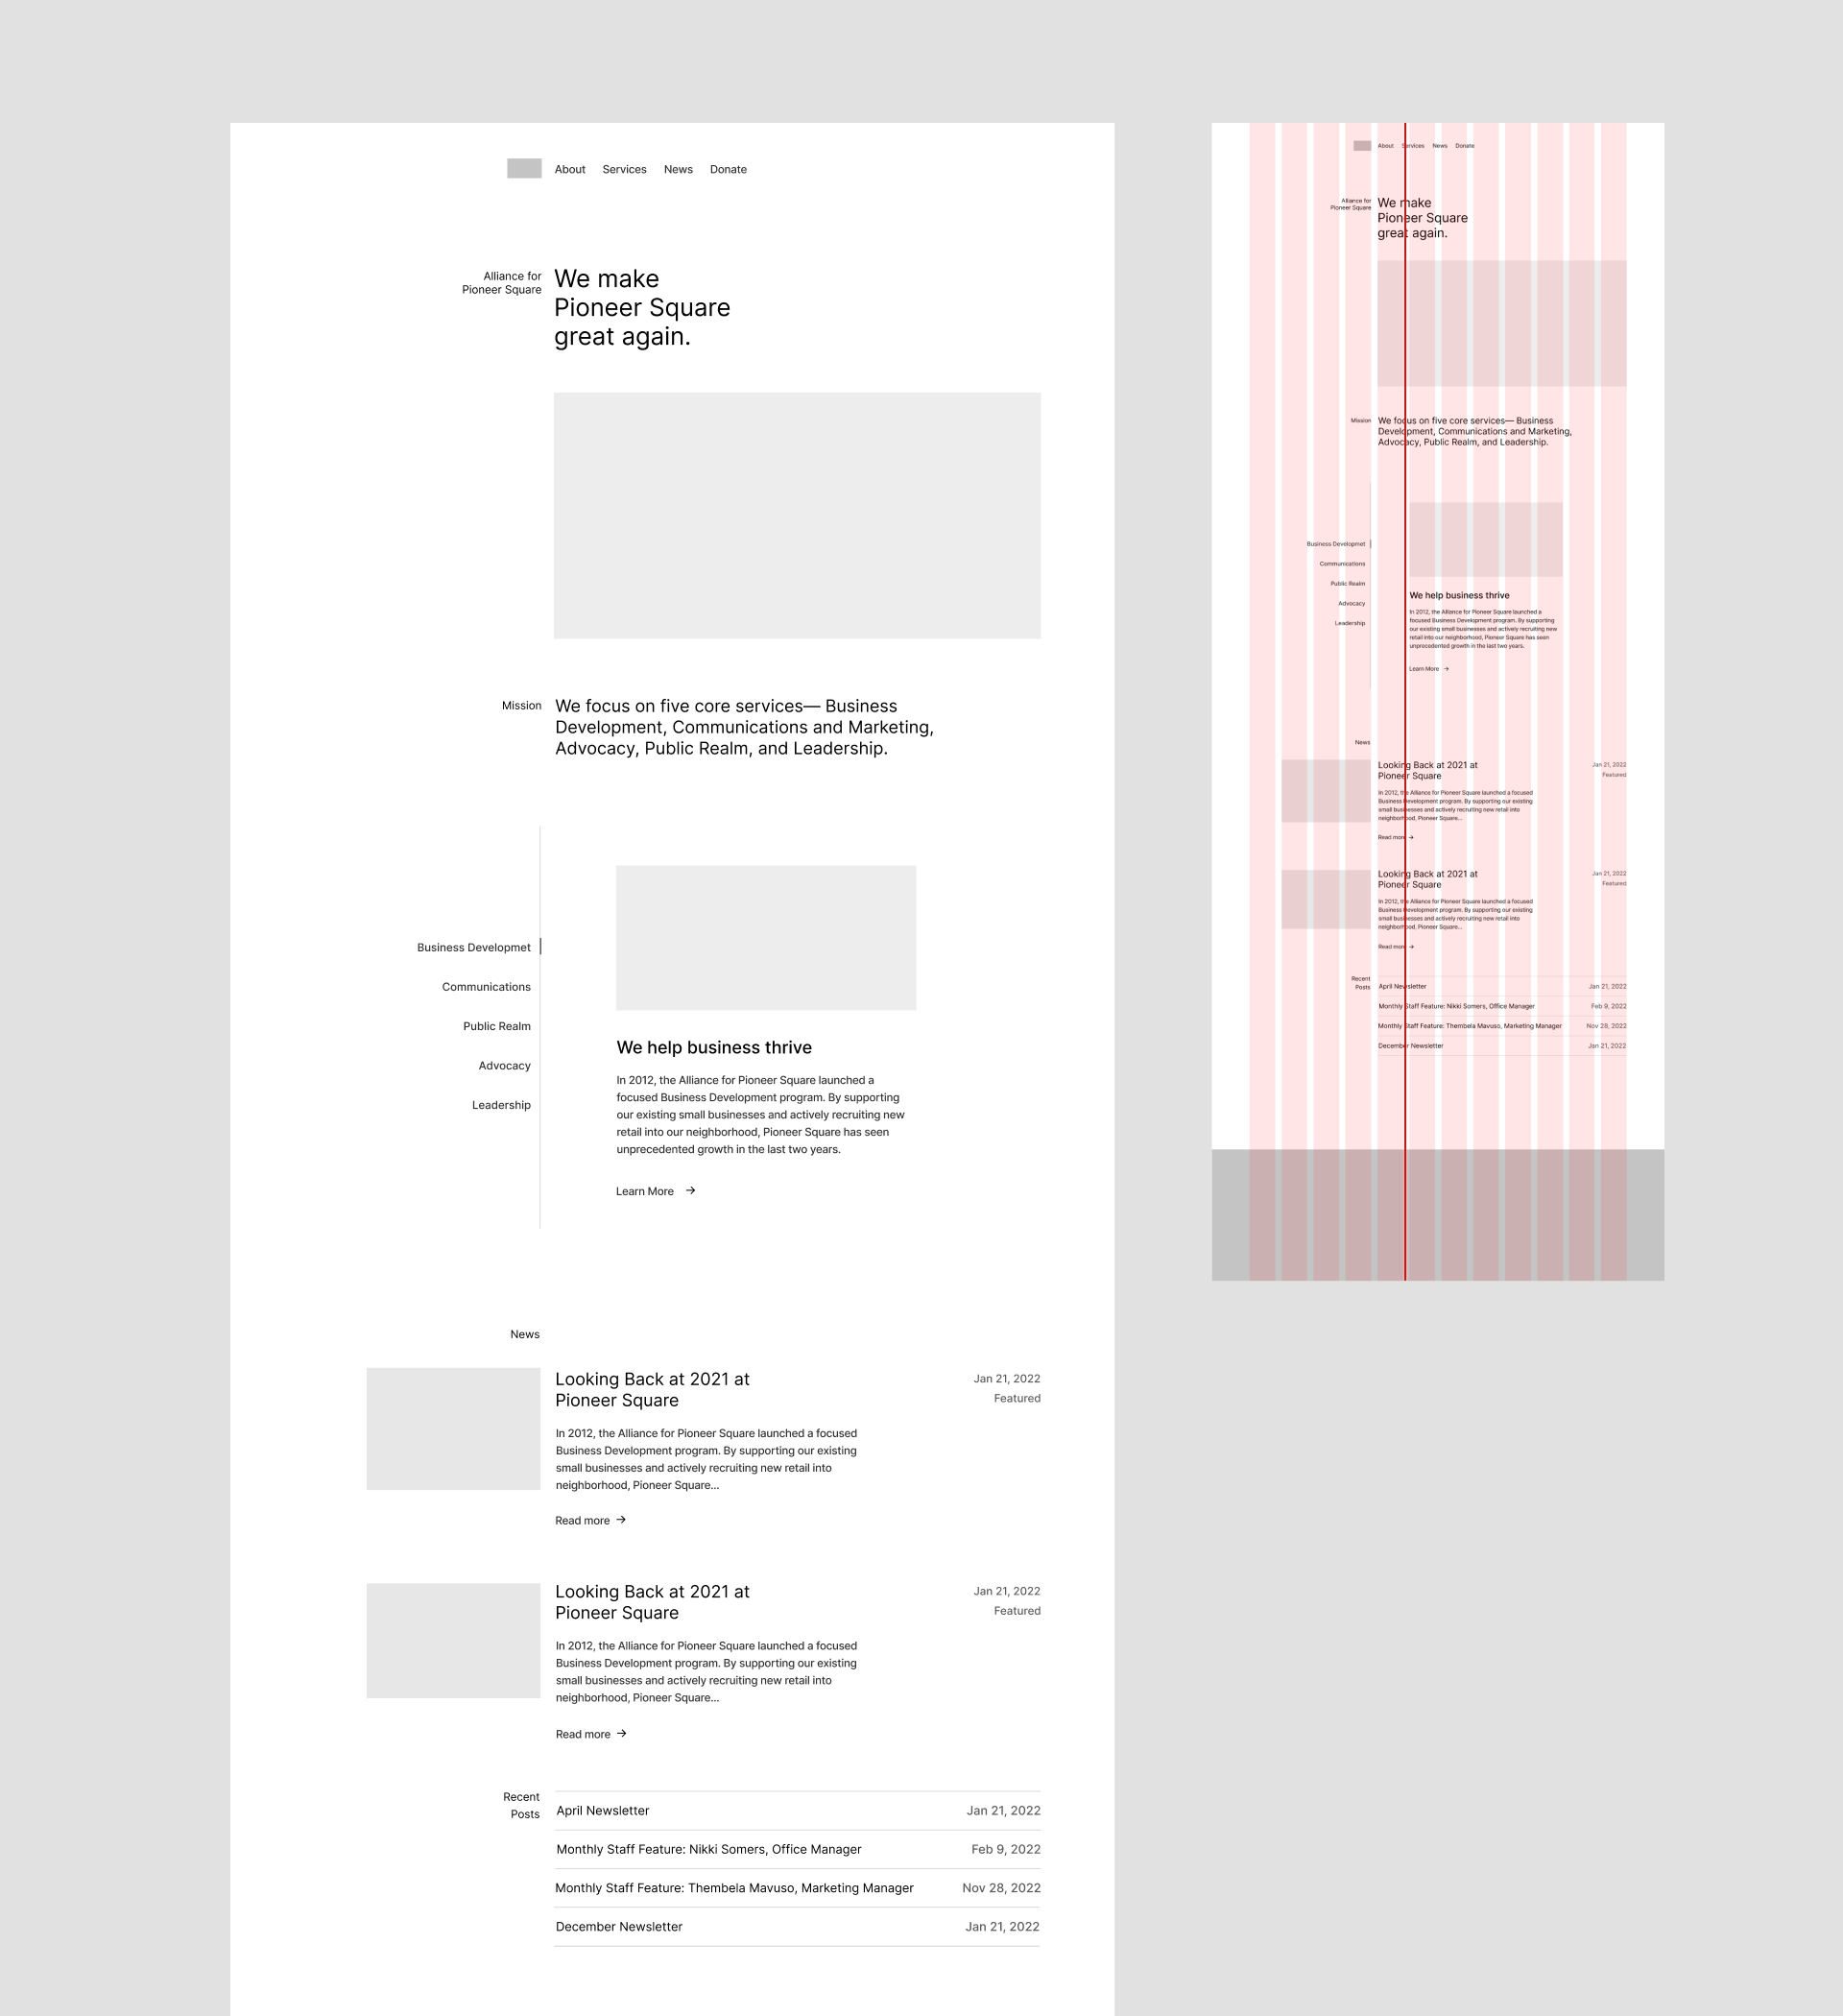 About Services News Donate
Alliance for
Pioneer Square
We make
Pioneer Square
great again.
Mission
We focus on five core services— Business
Development, Communications and Marketing,
Advocacy, Public Realm, and Leadership.
Business Developmet
Communications
Public Realm
Advocacy
Leadership
We help business thrive
In 2012, the Alliance for Pioneer Square launched a
focused Business Development program. By supporting
our existing small businesses and actively recruiting new
retail into our neighborhood, Pioneer Square has seen
unprecedented growth in the last two years.
Learn More →
News
Looking Back at 2021 at
Pioneer Square
Jan 21, 2022
Featured
In 2012, the Alliance for Pioneer Square launched a focused
Business Development program. By supporting our existing
small businesses and actively recruiting new retail into
neighborhood, Pioneer Square...
Read more →
Looking Back at 2021 at
Pioneer Square
Jan 21, 2022
Featured
In 2012, the Alliance for Pioneer Square launched a focused
Business Development program. By supporting our existing
small businesses and actively recruiting new retail into
neighborhood, Pioneer Square...
Read more →
Recent
Posts
April Newsletter Jan 21, 2022
Monthly Staff Feature: Nikki Somers, Office Manager Feb 9, 2022
Monthly Staff Feature: Thembela Mavuso, Marketing Manager Nov 28, 2022
December Newsletter Jan 21, 2022
About Services News Donate
Alliance for
Pioneer Square
We make
Pioneer Square
great again.
Mission
We focus on five core services— Business
Development, Communications and Marketing,
Advocacy, Public Realm, and Leadership.
Business Developmet
Communications
Public Realm
Advocacy
Leadership
We help business thrive
In 2012, the Alliance for Pioneer Square launched a
focused Business Development program. By supporting
our existing small businesses and actively recruiting new
retail into our neighborhood, Pioneer Square has seen
unprecedented growth in the last two years.
Learn More →
News
Looking Back at 2021 at
Pioneer Square
Jan 21, 2022
Featured
In 2012, the Alliance for Pioneer Square launched a focused
Business Development program. By supporting our existing
small businesses and actively recruiting new retail into
neighborhood, Pioneer Square...
Read more →
Looking Back at 2021 at
Pioneer Square
Jan 21, 2022
Featured
In 2012, the Alliance for Pioneer Square launched a focused
Business Development program. By supporting our existing
small businesses and actively recruiting new retail into
neighborhood, Pioneer Square...
Read more →
Recent
Posts
April Newsletter Jan 21, 2022
Monthly Staff Feature: Nikki Somers, Office Manager Feb 9, 2022
Monthly Staff Feature: Thembela Mavuso, Marketing Manager Nov 28, 2022
December Newsletter Jan 21, 2022